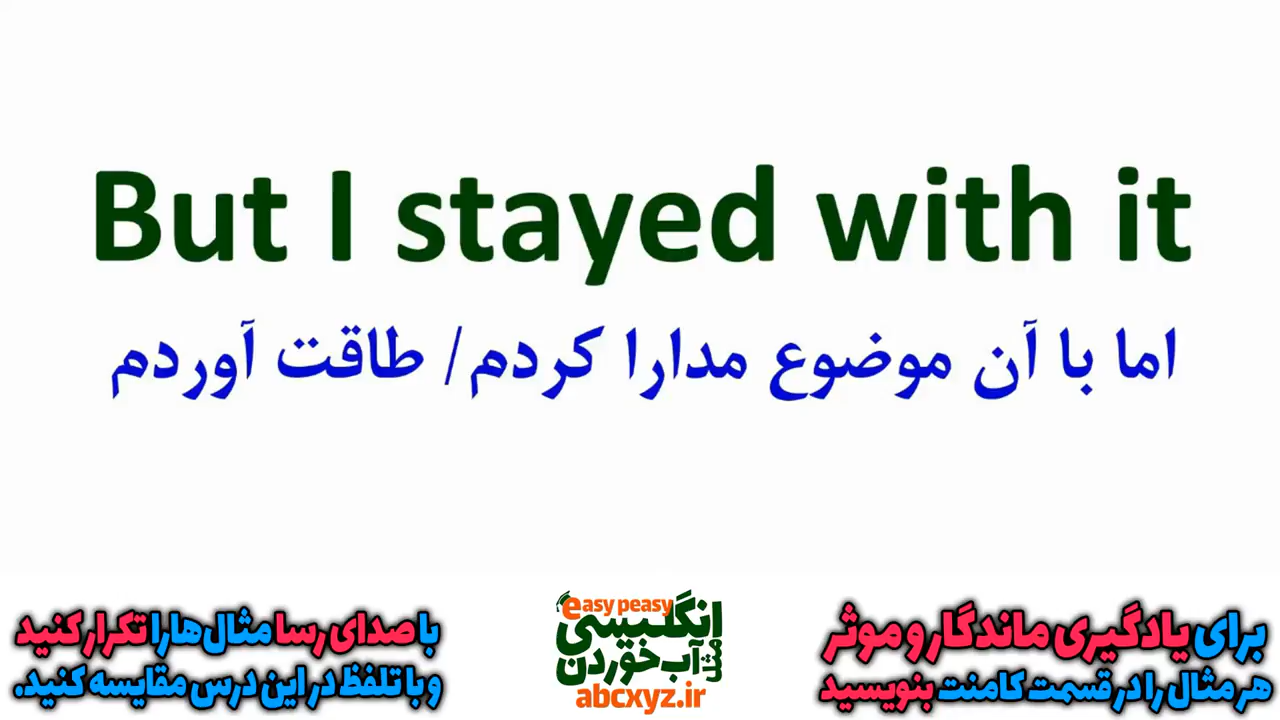 But I stayed with it
اما با آن موضوع مدارا کردم/ طاقت آوردم
برای یادگیری ماندگار و موثر
هر مثال را در قسمت کامنت بنویسید
easy peasy
انگلیسی
مثل آب خوردن
abcxyz.ir
با صدای رسا مثال‌ها را تکرار کنید
و با تلفظ در این درس مقایسه کنید.